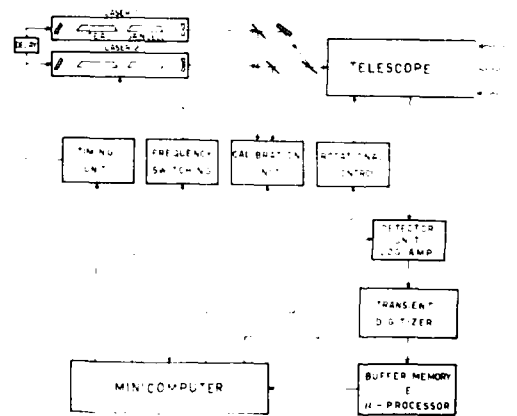 LASER 1
LASER 2
DELAY
TELESCOPE
TIMING
UNIT
FREQUENCY
SWITCHING
CALIBRATION
UNIT
ROTATIONAL
CONTROL
DETECTOR
UNIT
LOG AMP
TRANSIENT
DIGITIZER
MINICOMPUTER
BUFFER MEMORY
E
µ - PROCESSOR